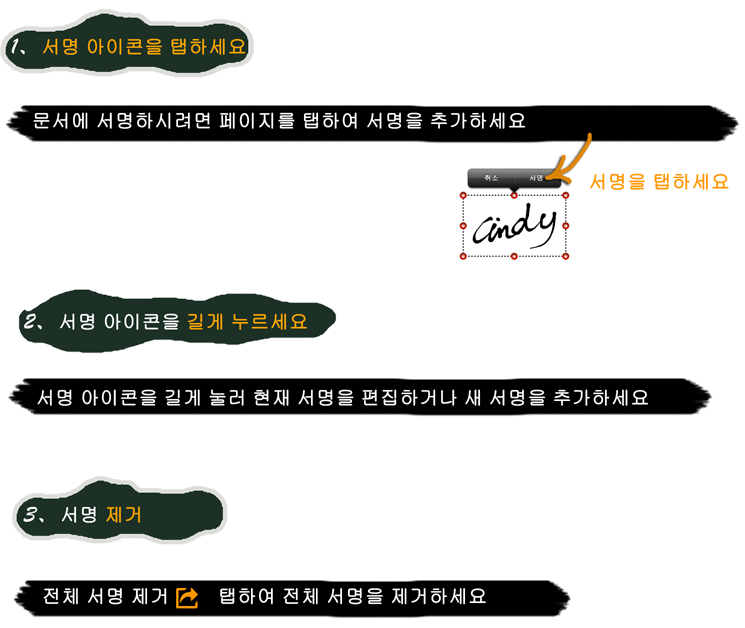 1、서명 아이콘을 탭하세요
문서에 서명하시려면 페이지를 탭하여 서명을 추가하세요
취소 서명
서명을 탭하세요
Cindy
2、서명 아이콘을 길게 누르세요
서명 아이콘을 길게 눌러 현재 서명을 편집하거나 새 서명을 추가하세요
3、서명 제거
전체 서명 제거 탭하여 전체 서명을 제거하세요